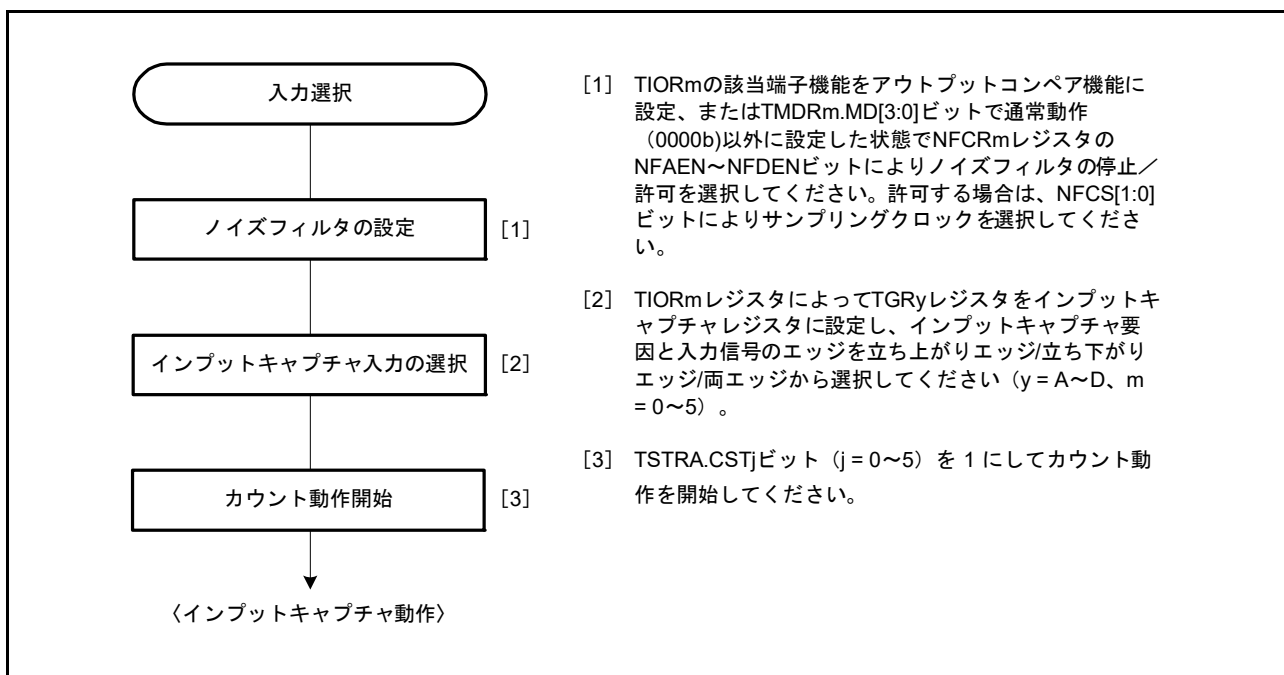 入力選択
ノイズフィルタの設定
[1]
インプットキャプチャ入力の選択
[2]
カウント動作開始
[3]
〈インプットキャプチャ動作〉
[1] TIORmの該当端子機能をアウトプットコンペア機能に
設定、またはTMDRm.MD[3:0]ビットで通常動作
（0000b)以外に設定した状態でNFCRmレジスタの
NFAEN～NFDENビットによりノイズフィルタの停止／
許可を選択してください。許可する場合は、NFCS[1:0]
ビットによりサンプリングクロックを選択してくださ
い。
[2] TIORmレジスタによってTGRyレジスタをインプットキ
ャプチャレジスタに設定し、インプットキャプチャ要
因と入力信号のエッジを立ち上がりエッジ/立ち下がり
エッジ/両エッジから選択してください（y = A～D、m
= 0～5）。
[3] TSTRA.CSTjビット（j = 0～5）を 1 にしてカウント動
作を開始してください。